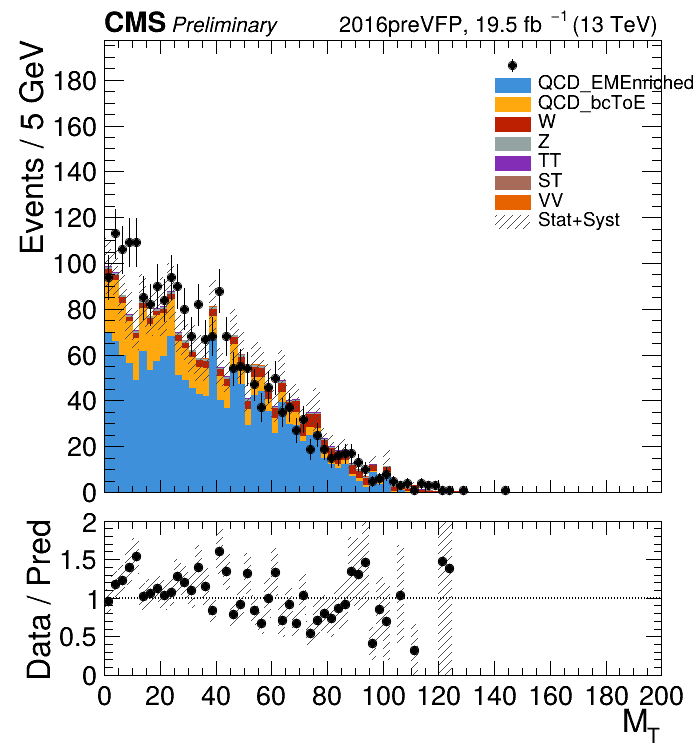 CMS Preliminary 2016preVFP, 19.5 fb⁻¹ (13 TeV)
Events / 5 GeV
180
160
140
120
100
80
60
40
20
0
QCD_EMEnriched
QCD_bcToE
W
Z
TT
ST
VV
Stat+Syst
Data / Pred
2
1.5
1
0.5
0
0 20 40 60 80 100 120 140 160 180 200
M_T